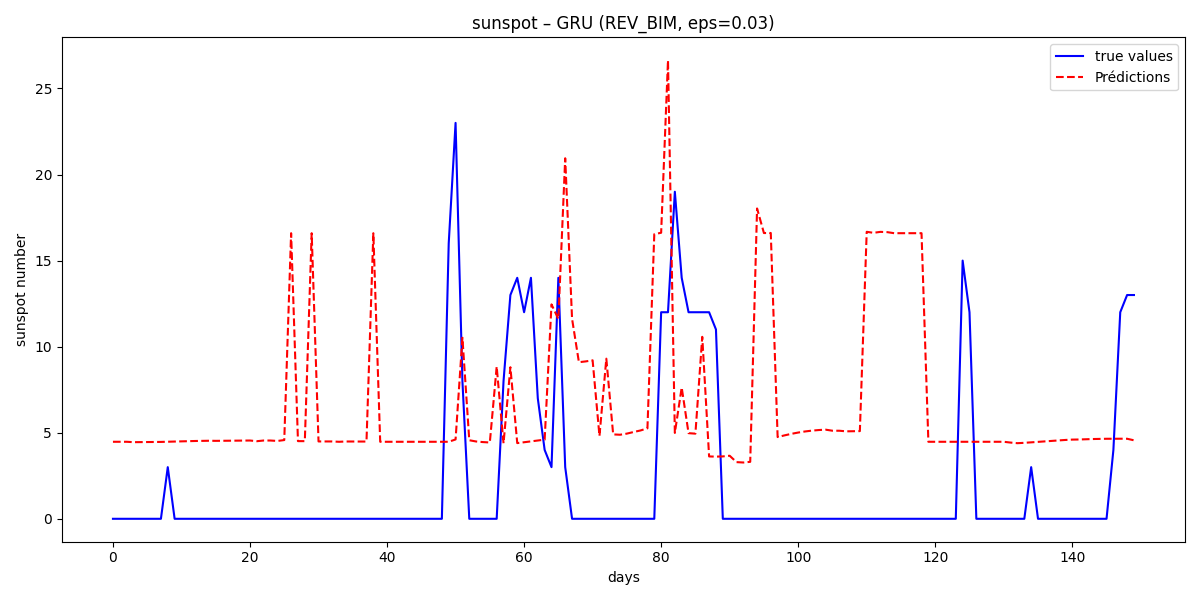 sunspot – GRU (REV_BIM, eps=0.03)
true values
Prédictions
sunspot number
25
20
15
10
5
0
0 20 40 60 80 100 120 140
days